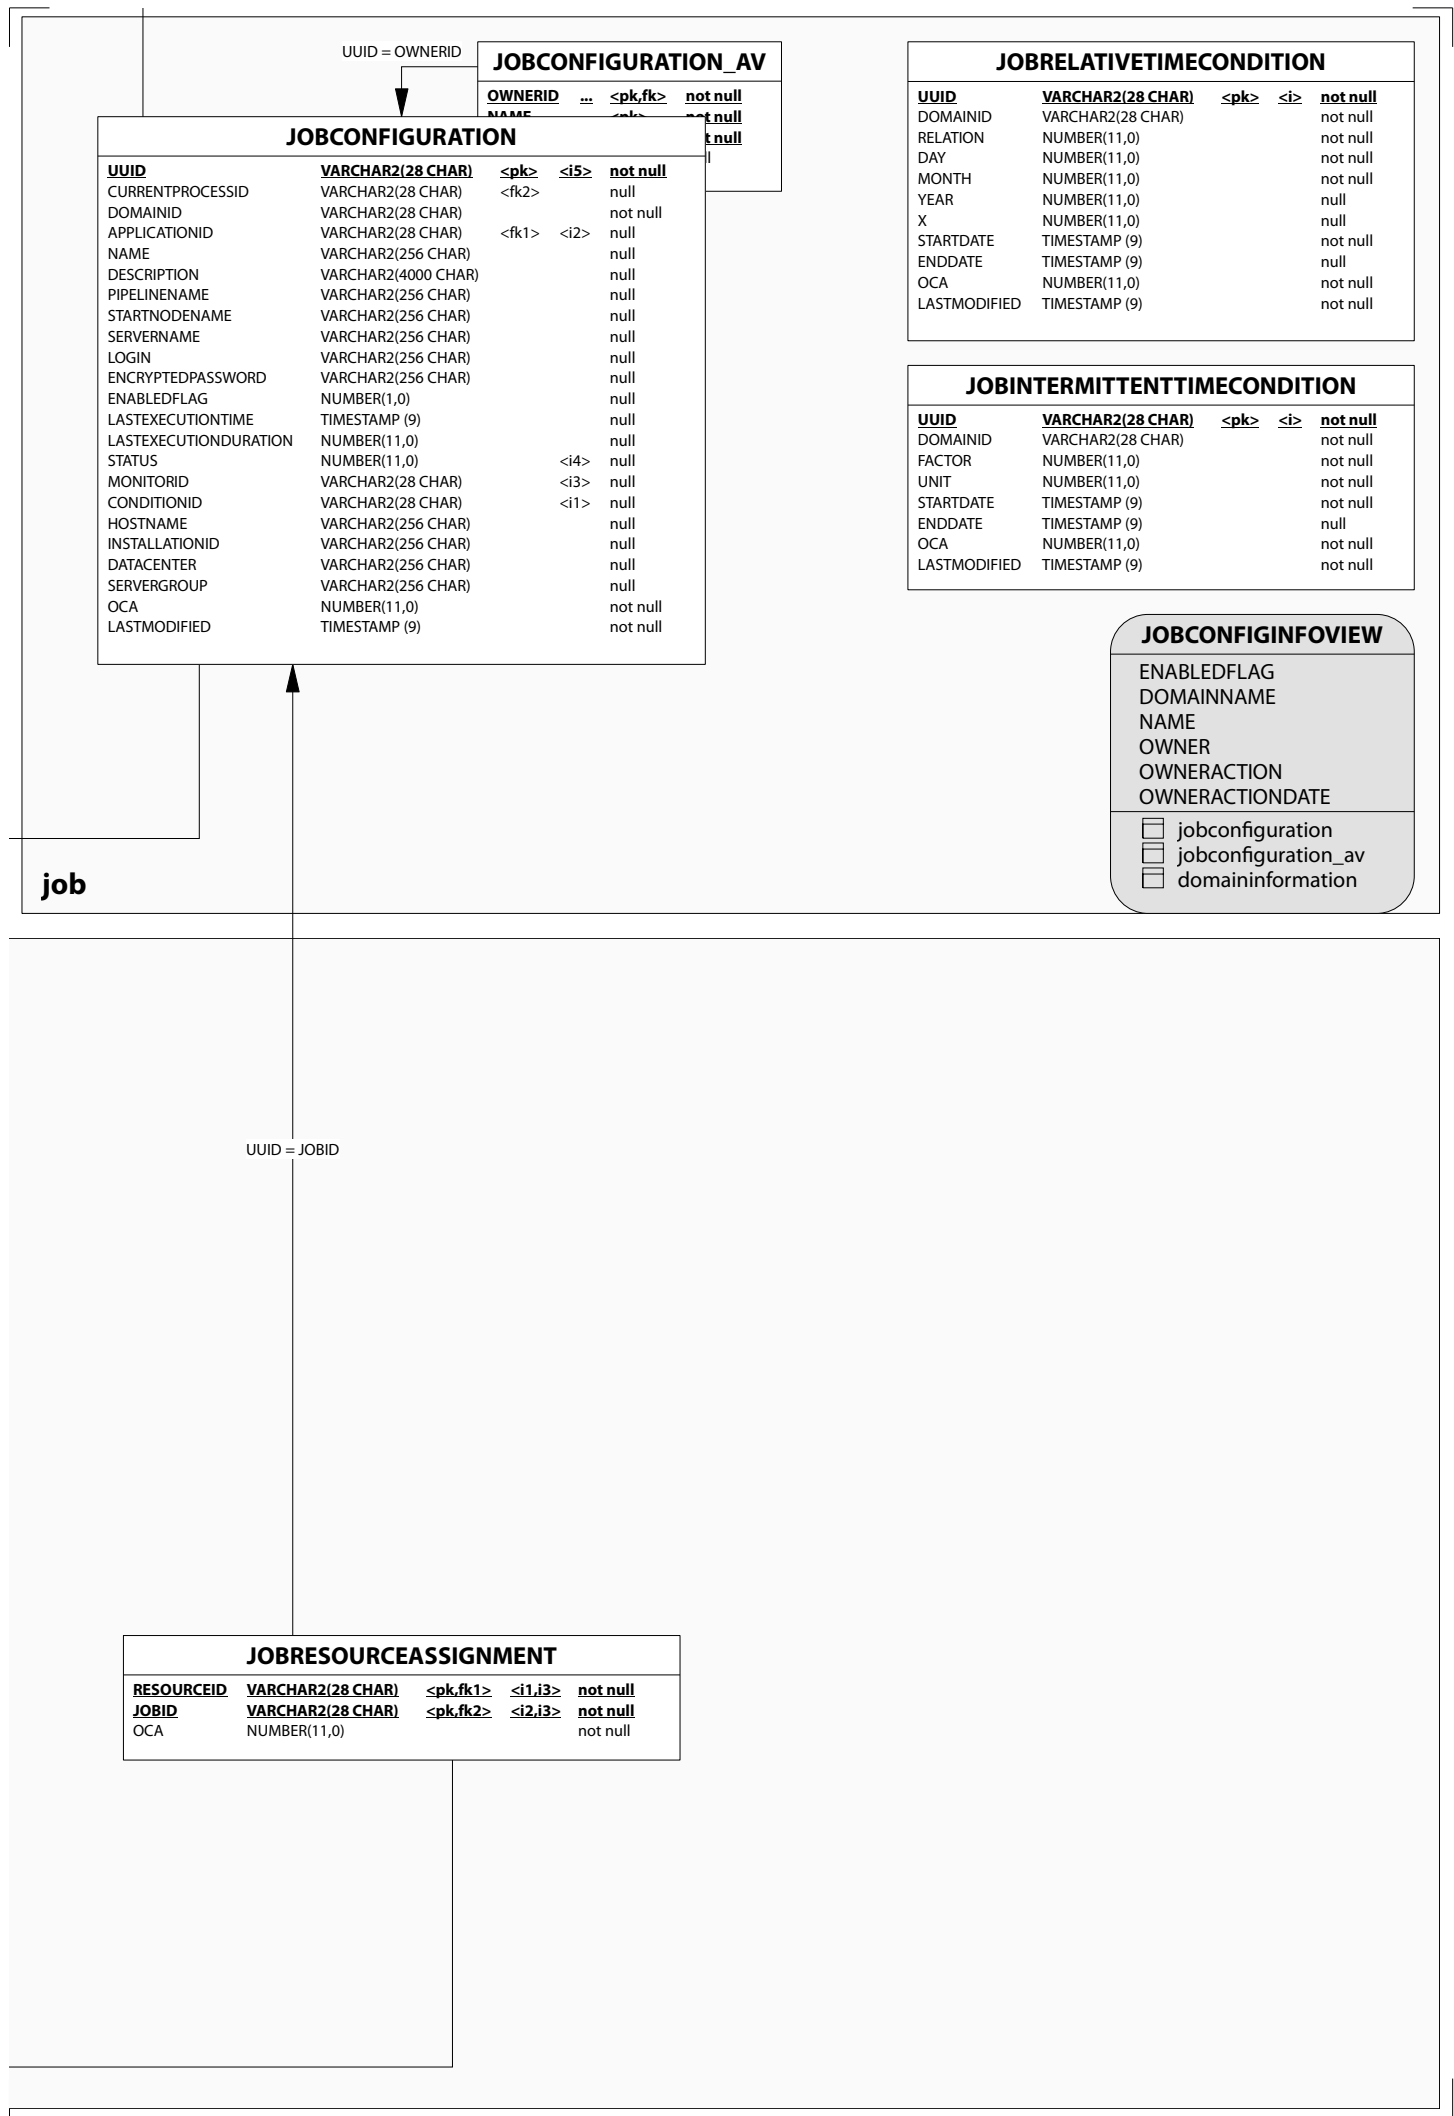 UUID = OWNERID
JOBCONFIGURATION_AV
OWNERID ... <pk,fk> not null
not null
not null
JOBCONFIGURATION
UUID VARCHAR2(28 CHAR) <pk> <i5> not null
CURRENTPROCESSID VARCHAR2(28 CHAR) <fk2> null
DOMAINID VARCHAR2(28 CHAR) not null
APPLICATIONID VARCHAR2(28 CHAR) <fk1> <i2> null
NAME VARCHAR2(256 CHAR) null
DESCRIPTION VARCHAR2(4000 CHAR) null
PIPELINENAME VARCHAR2(256 CHAR) null
STARTNODENAME VARCHAR2(256 CHAR) null
SERVERNAME VARCHAR2(256 CHAR) null
LOGIN VARCHAR2(256 CHAR) null
ENCRYPTEDPASSWORD VARCHAR2(256 CHAR) null
ENABLEDFLAG NUMBER(1,0) null
LASTEXECUTIONTIME TIMESTAMP (9) null
LASTEXECUTIONDURATION NUMBER(11,0) null
STATUS NUMBER(11,0) <i4> null
MONITORID VARCHAR2(28 CHAR) <i3> null
CONDITIONID VARCHAR2(28 CHAR) <i1> null
HOSTNAME VARCHAR2(256 CHAR) null
INSTALLATIONID VARCHAR2(256 CHAR) null
DATACENTER VARCHAR2(256 CHAR) null
SERVERGROUP VARCHAR2(256 CHAR) null
OCA NUMBER(11,0) not null
LASTMODIFIED TIMESTAMP (9) not null
JOBRELATIVETIMECONDITION
UUID VARCHAR2(28 CHAR) <pk> <i> not null
DOMAINID VARCHAR2(28 CHAR) not null
RELATION NUMBER(11,0) not null
DAY NUMBER(11,0) not null
MONTH NUMBER(11,0) not null
YEAR NUMBER(11,0) null
X NUMBER(11,0) null
STARTDATE TIMESTAMP (9) not null
ENDDATE TIMESTAMP (9) null
OCA NUMBER(11,0) not null
LASTMODIFIED TIMESTAMP (9) not null
JOBINTERMITTENTTIMECONDITION
UUID VARCHAR2(28 CHAR) <pk> <i> not null
DOMAINID VARCHAR2(28 CHAR) not null
FACTOR NUMBER(11,0) not null
UNIT NUMBER(11,0) not null
STARTDATE TIMESTAMP (9) not null
ENDDATE TIMESTAMP (9) null
OCA NUMBER(11,0) not null
LASTMODIFIED TIMESTAMP (9) not null
JOBCONFIGINFOVIEW
ENABLEDFLAG
DOMAINNAME
NAME
OWNER
OWNERACTION
OWNERACTIONDATE
jobconfiguration
jobconfiguration_av
domaininformation
job
UUID = JOBID
JOBRESOURCEASSIGNMENT
RESOURCEID VARCHAR2(28 CHAR) <pk,fk1> <i1,i3> not null
JOBID VARCHAR2(28 CHAR) <pk,fk2> <i2,i3> not null
OCA NUMBER(11,0) not null